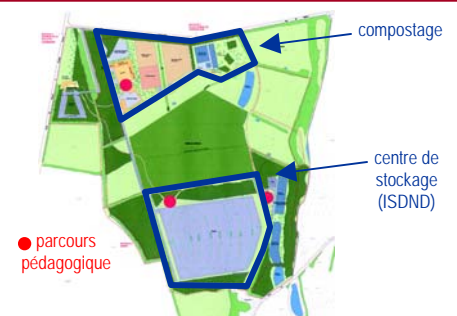 compostage
centre de
stockage
(ISDND)
parcours
pédagogique